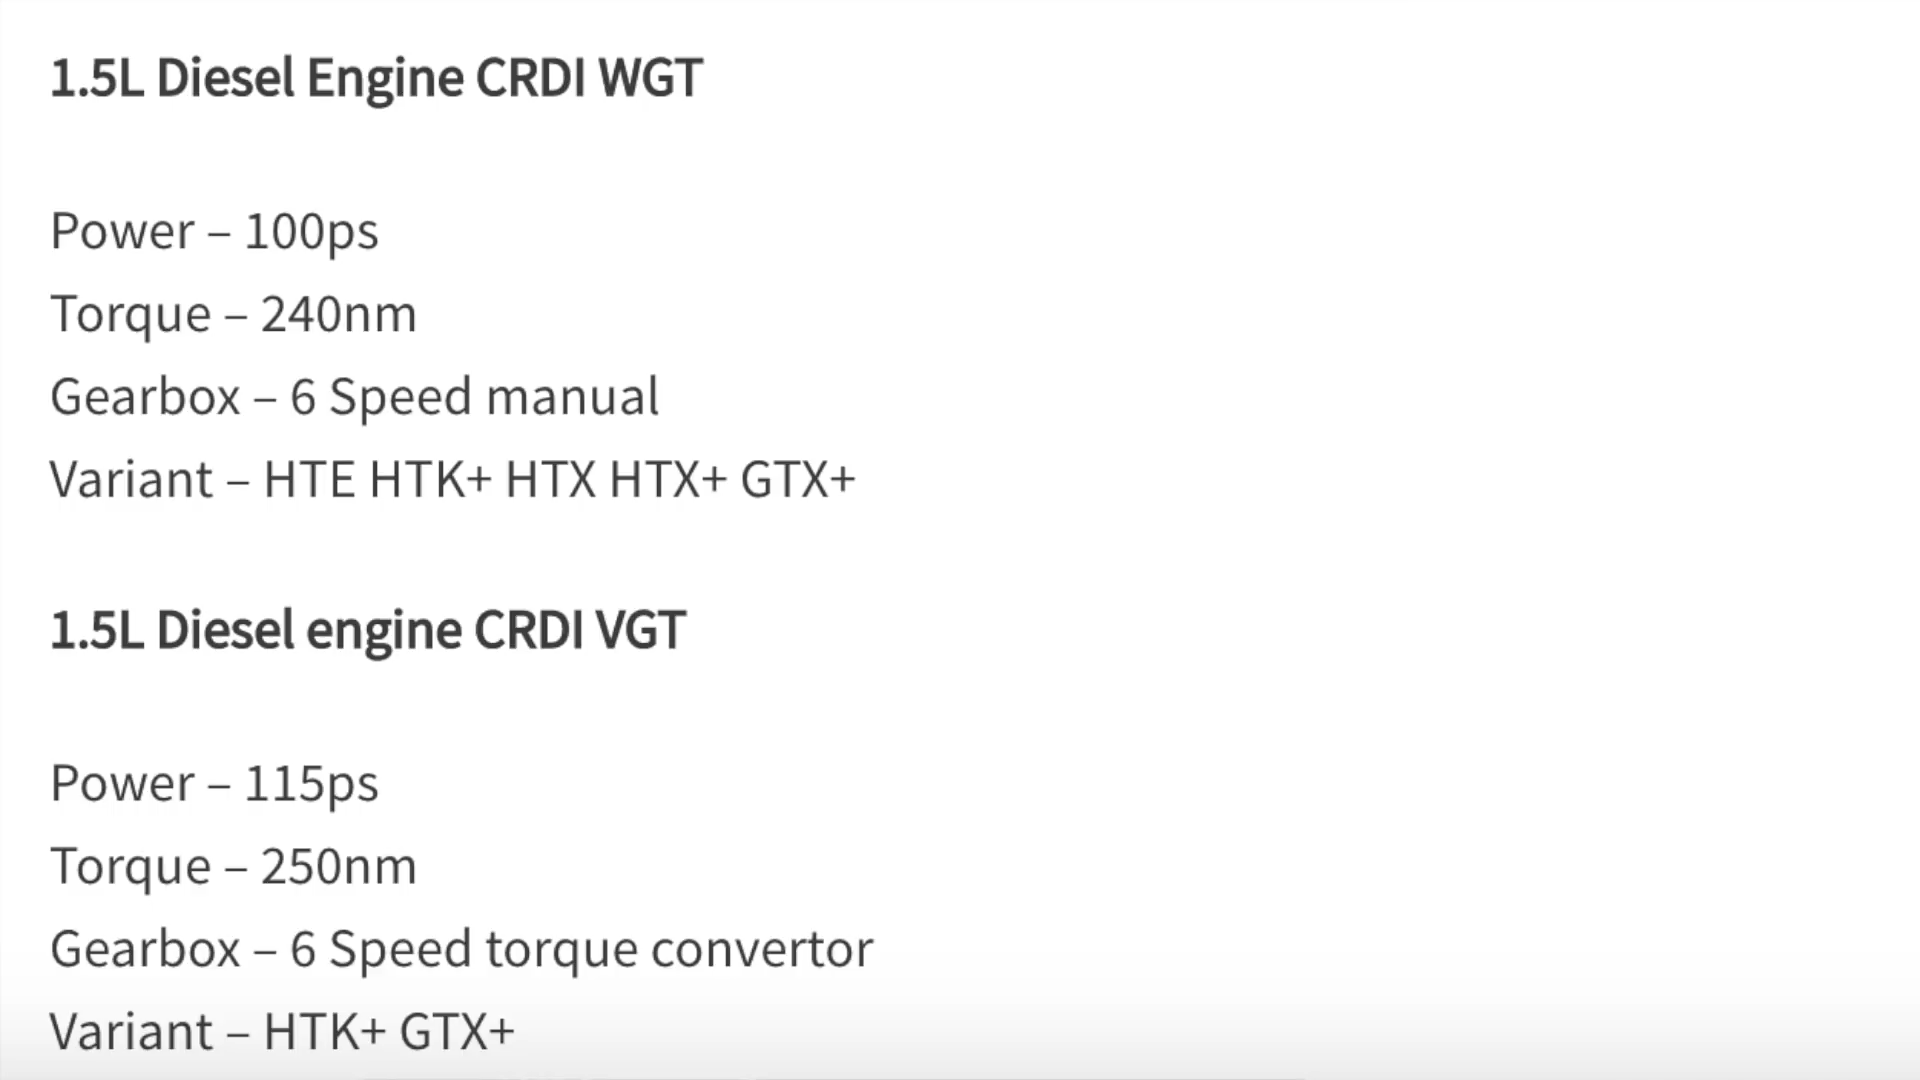 1.5L Diesel Engine CRDI WGT
Power – 100ps
Torque – 240nm
Gearbox – 6 Speed manual
Variant – HTE HTK+ HTX HTX+ GTX+
1.5L Diesel engine CRDI VGT
Power – 115ps
Torque – 250nm
Gearbox – 6 Speed torque convertor
Variant – HTK+ GTX+